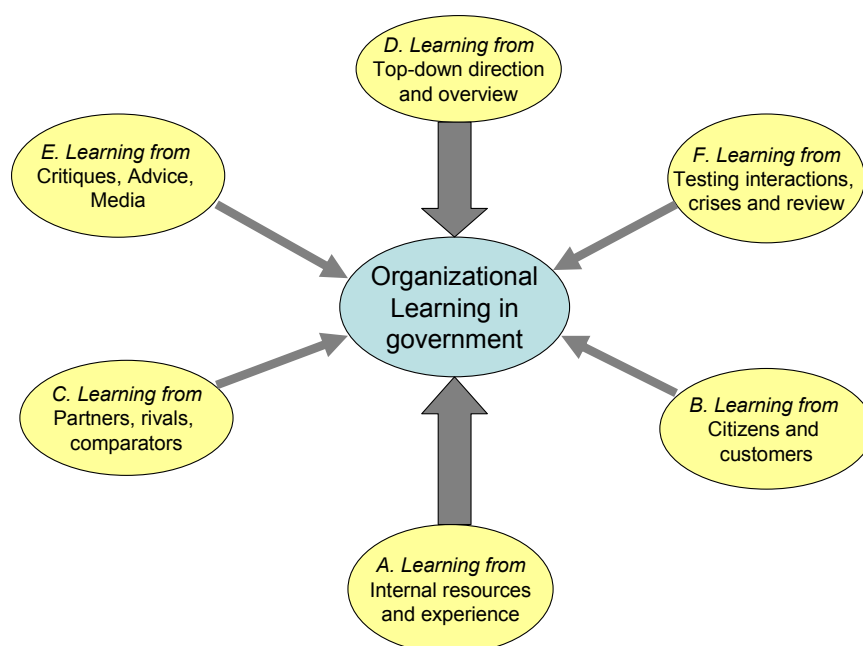 D. Learning from
Top-down direction
and overview
E. Learning from
Critiques, Advice,
Media
F. Learning from
Testing interactions,
crises and review
Organizational
Learning in
government
C. Learning from
Partners, rivals,
comparators
B. Learning from
Citizens and
customers
A. Learning from
Internal resources
and experience